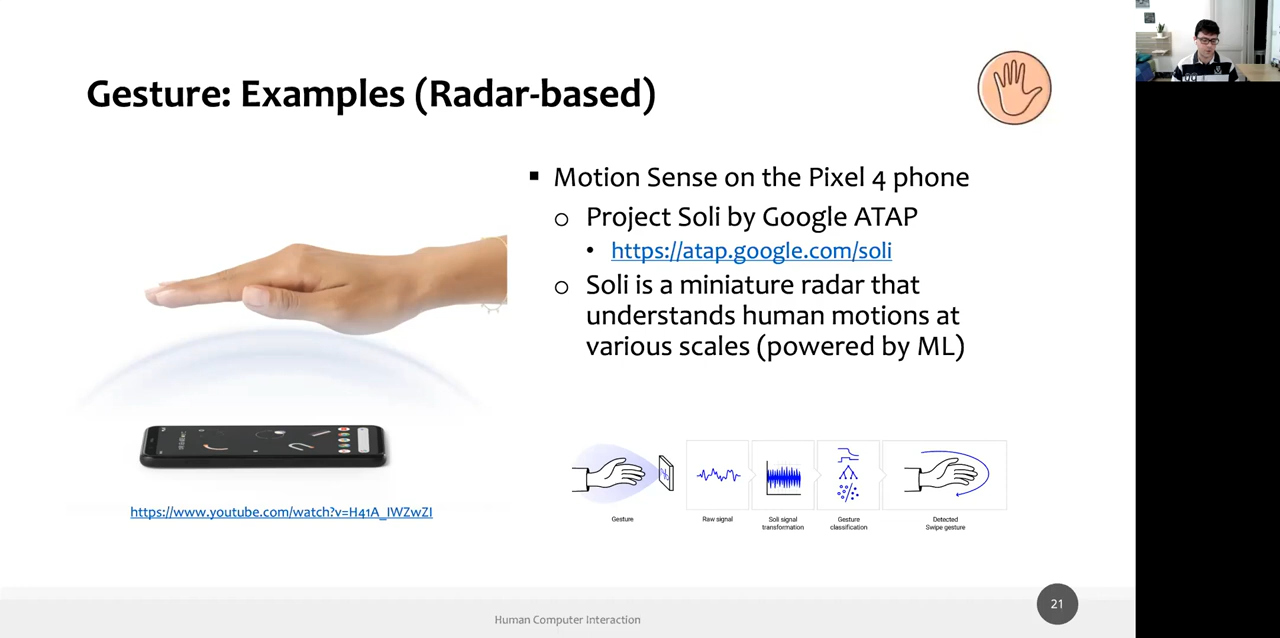 Gesture: Examples (Radar-based)
▪ Motion Sense on the Pixel 4 phone
o Project Soli by Google ATAP
• https://atap.google.com/soli
o Soli is a miniature radar that
understands human motions at
various scales (powered by ML)
https://www.youtube.com/watch?v=H41A_IWZwZI
Gesture
Raw signal
Soli signal
transformation
Gesture
classification
Detected
Swipe gesture
Human Computer Interaction
21